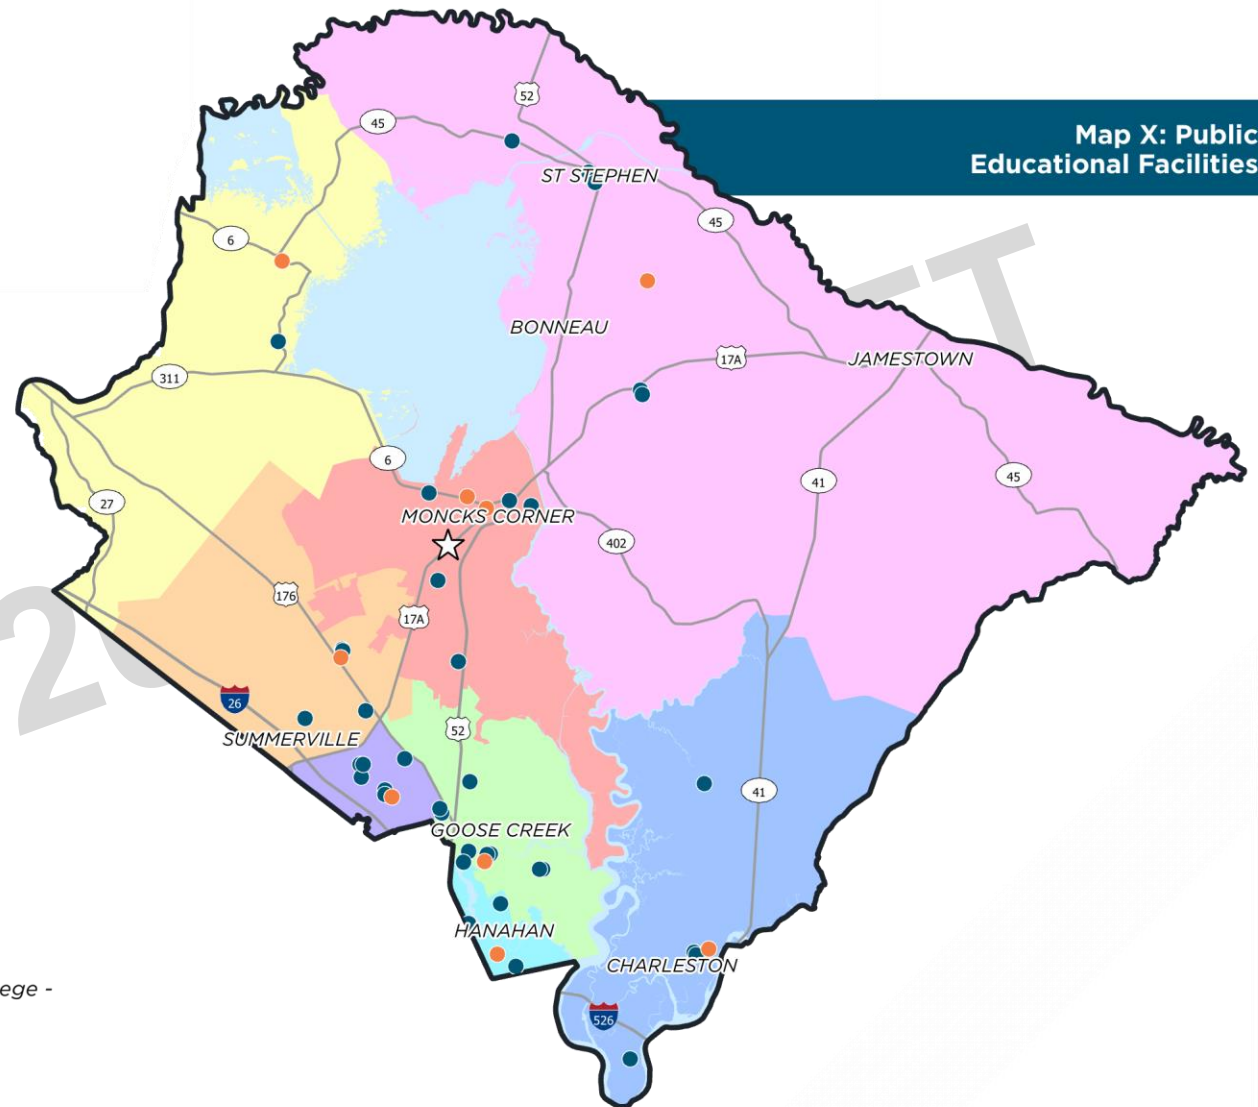 Map X: Public
Educational Facilities
52
45
ST STEPHEN
45
6
BONNEAU
17A
JAMESTOWN
311
6
41
45
27
MONCKS CORNER
402
176
17A
26
52
SUMMERVILLE
41
GOOSE CREEK
HANAHAN
CHARLESTON
ege -
526